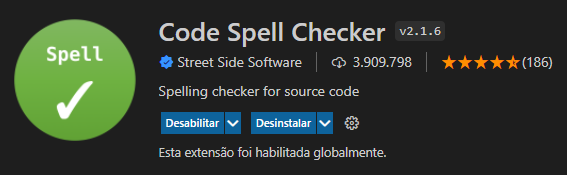 Spell
Code Spell Checker v2.1.6
Street Side Software 3.909.798 (186)
Spelling checker for source code
Desabilitar Desinstalar
Esta extensão foi habilitada globalmente.